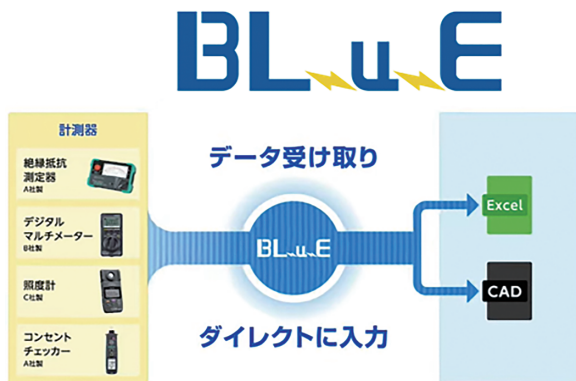 BLuE
計測器
絶縁抵抗
測定器
A社製
デジタル
マルチメーター
B社製
照度計
C社製
コンセント
チェッカー
A社製
データ受け取り
BLuE
ダイレクトに入力
Excel
CAD